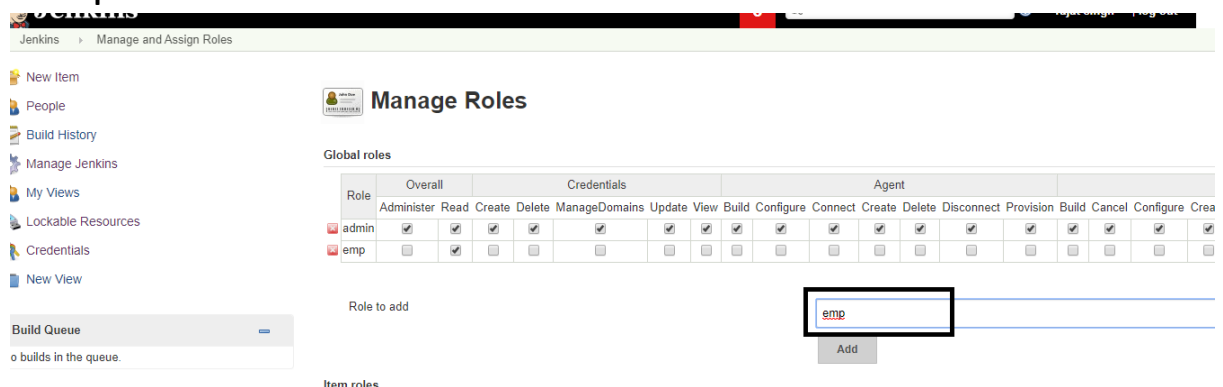 Jenkins
Jenkins Manage and Assign Roles
New Item
People
Build History
Manage Jenkins
My Views
Lockable Resources
Credentials
New View
Build Queue
o builds in the queue.
Manage Roles
Global roles
Role Overall Credentials Agent
Administer Read Create Delete ManageDomains Update View Build Configure Connect Create Delete Disconnect Provision Build Cancel Configure Crea
admin
emp
Role to add
emp
Add
Item roles